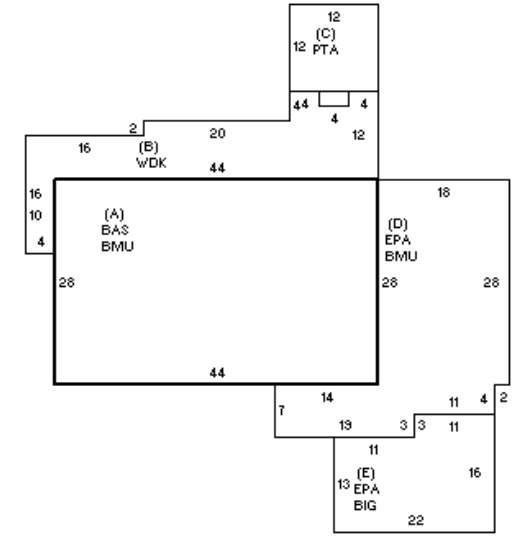 12
(C)
12 PTA
44 4
4
2 20 12
16 (B)
WDK
44
18
16
10 (A)
BAS
4 BMU
(D)
EPA
BMU
28 28 28
44
14 11 4 2
7
19 3 3 11
11
(E)
13 EPA 16
BIG
22